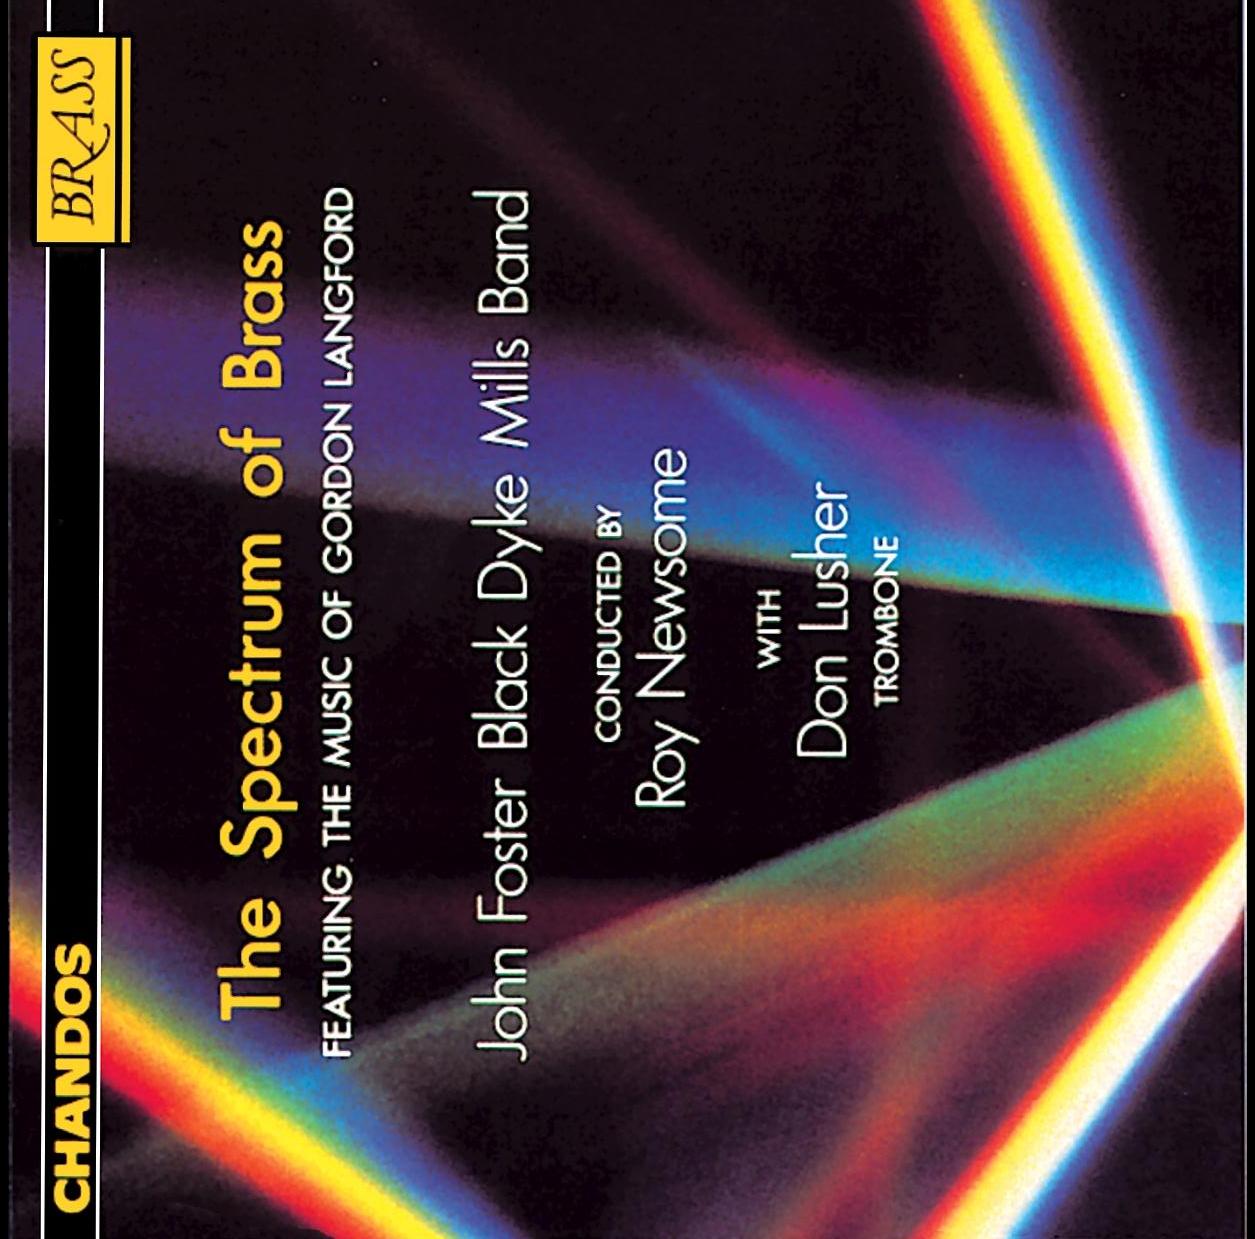 CHANDOS
BRASS
The Spectrum of Brass
FEATURING THE MUSIC OF GORDON LANGFORD
John Foster Black Dyke Mills Band
CONDUCTED BY
Roy Newsome
WITH
Don Lusher
TROMBONE